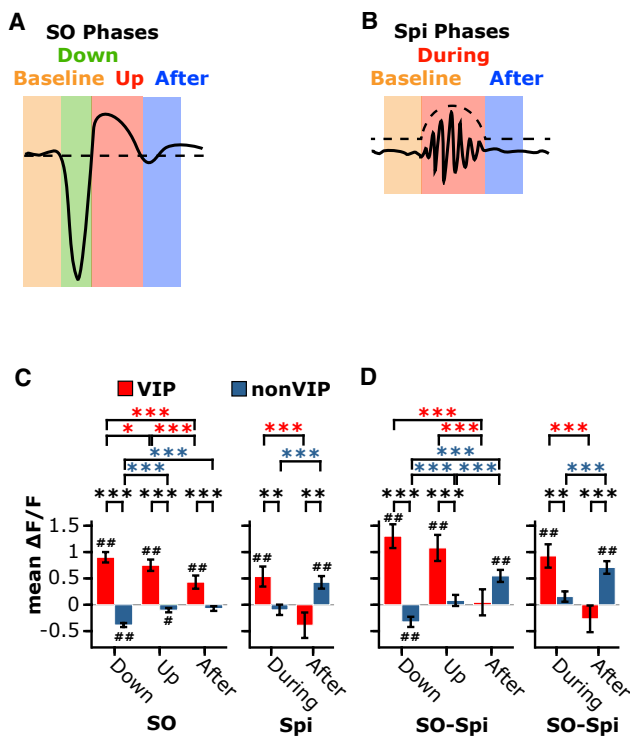 A
SO Phases
Down
Baseline Up After
B
Spi Phases
During
Baseline After
C
VIP
nonVIP
D
***
* ***
***
***
*** *** ***
***
***
** **
***
***
***
*** ***
*** ***
***
***
** ***
mean ΔF/F
1.5
1
0.5
0
-0.5
## ## ##
## #
## ##
## ## ##
##
## ##
Down Up After
During After
Down Up After
During After
SO
Spi
SO-Spi
SO-Spi